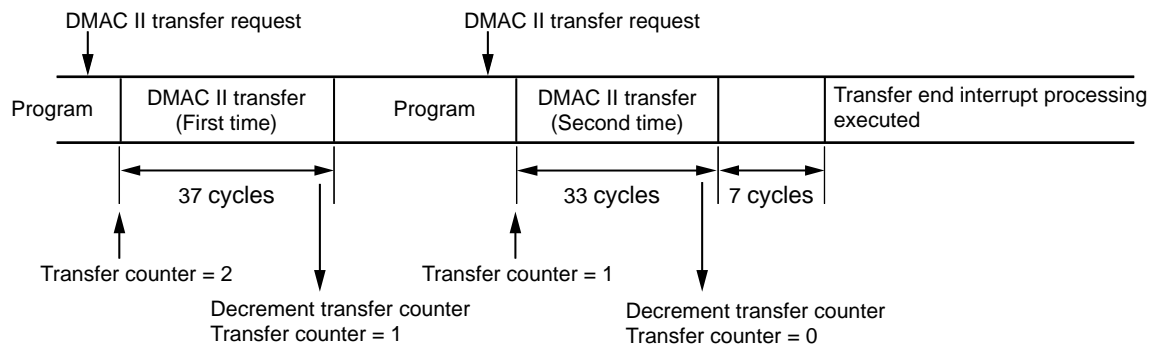 DMAC II transfer request
DMAC II transfer request
Program
DMAC II transfer
(First time)
Program
DMAC II transfer
(Second time)
Transfer end interrupt processing
executed
37 cycles
33 cycles
7 cycles
Transfer counter = 2
Transfer counter = 1
Decrement transfer counter
Transfer counter = 1
Decrement transfer counter
Transfer counter = 0